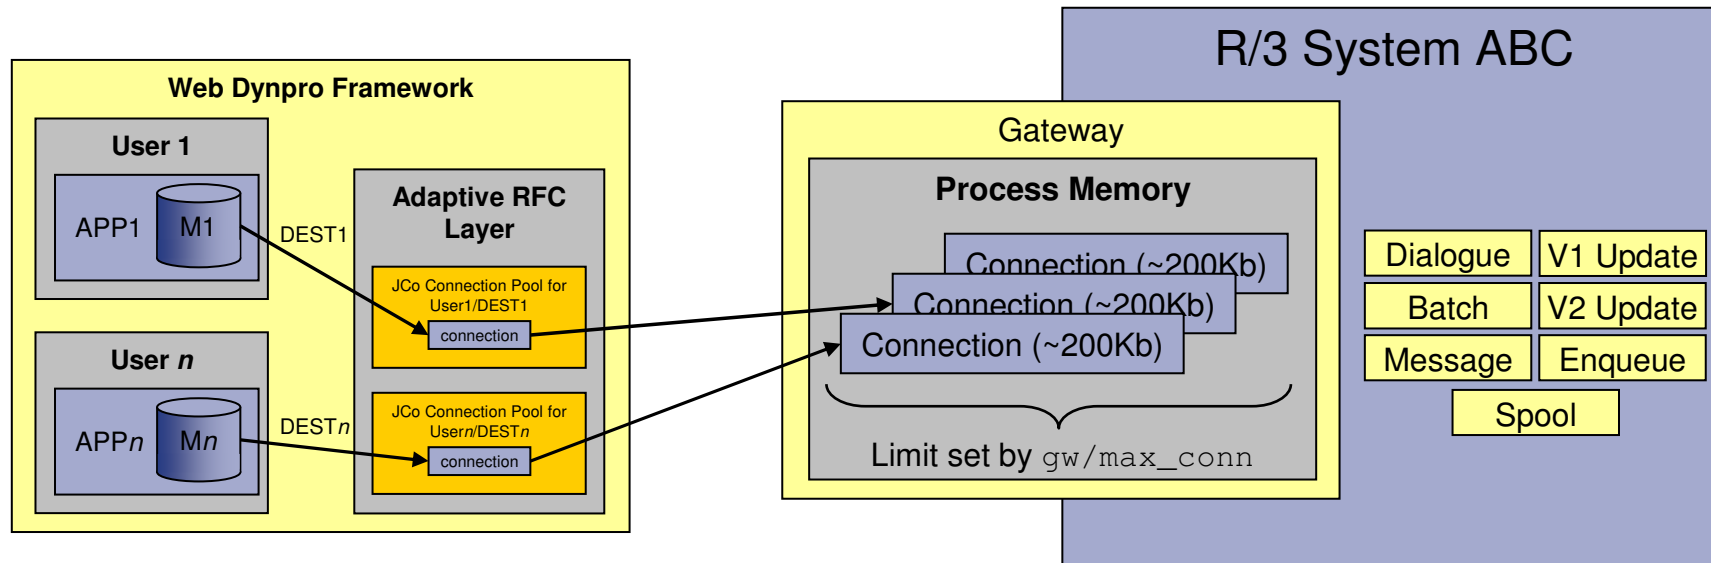 R/3 System ABC
Web Dynpro Framework
User 1
APP1
M1
DEST1
Adaptive RFC
Layer
JCo Connection Pool for
User1/DEST1
connection
User n
APPn
Mn
DESTn
JCo Connection Pool for
Usern/DESTn
connection
Gateway
Process Memory
Connection (~200Kb)
Connection (~200Kb)
Connection (~200Kb)
Limit set by gw/max_conn
Dialogue
V1 Update
Batch
V2 Update
Message
Enqueue
Spool